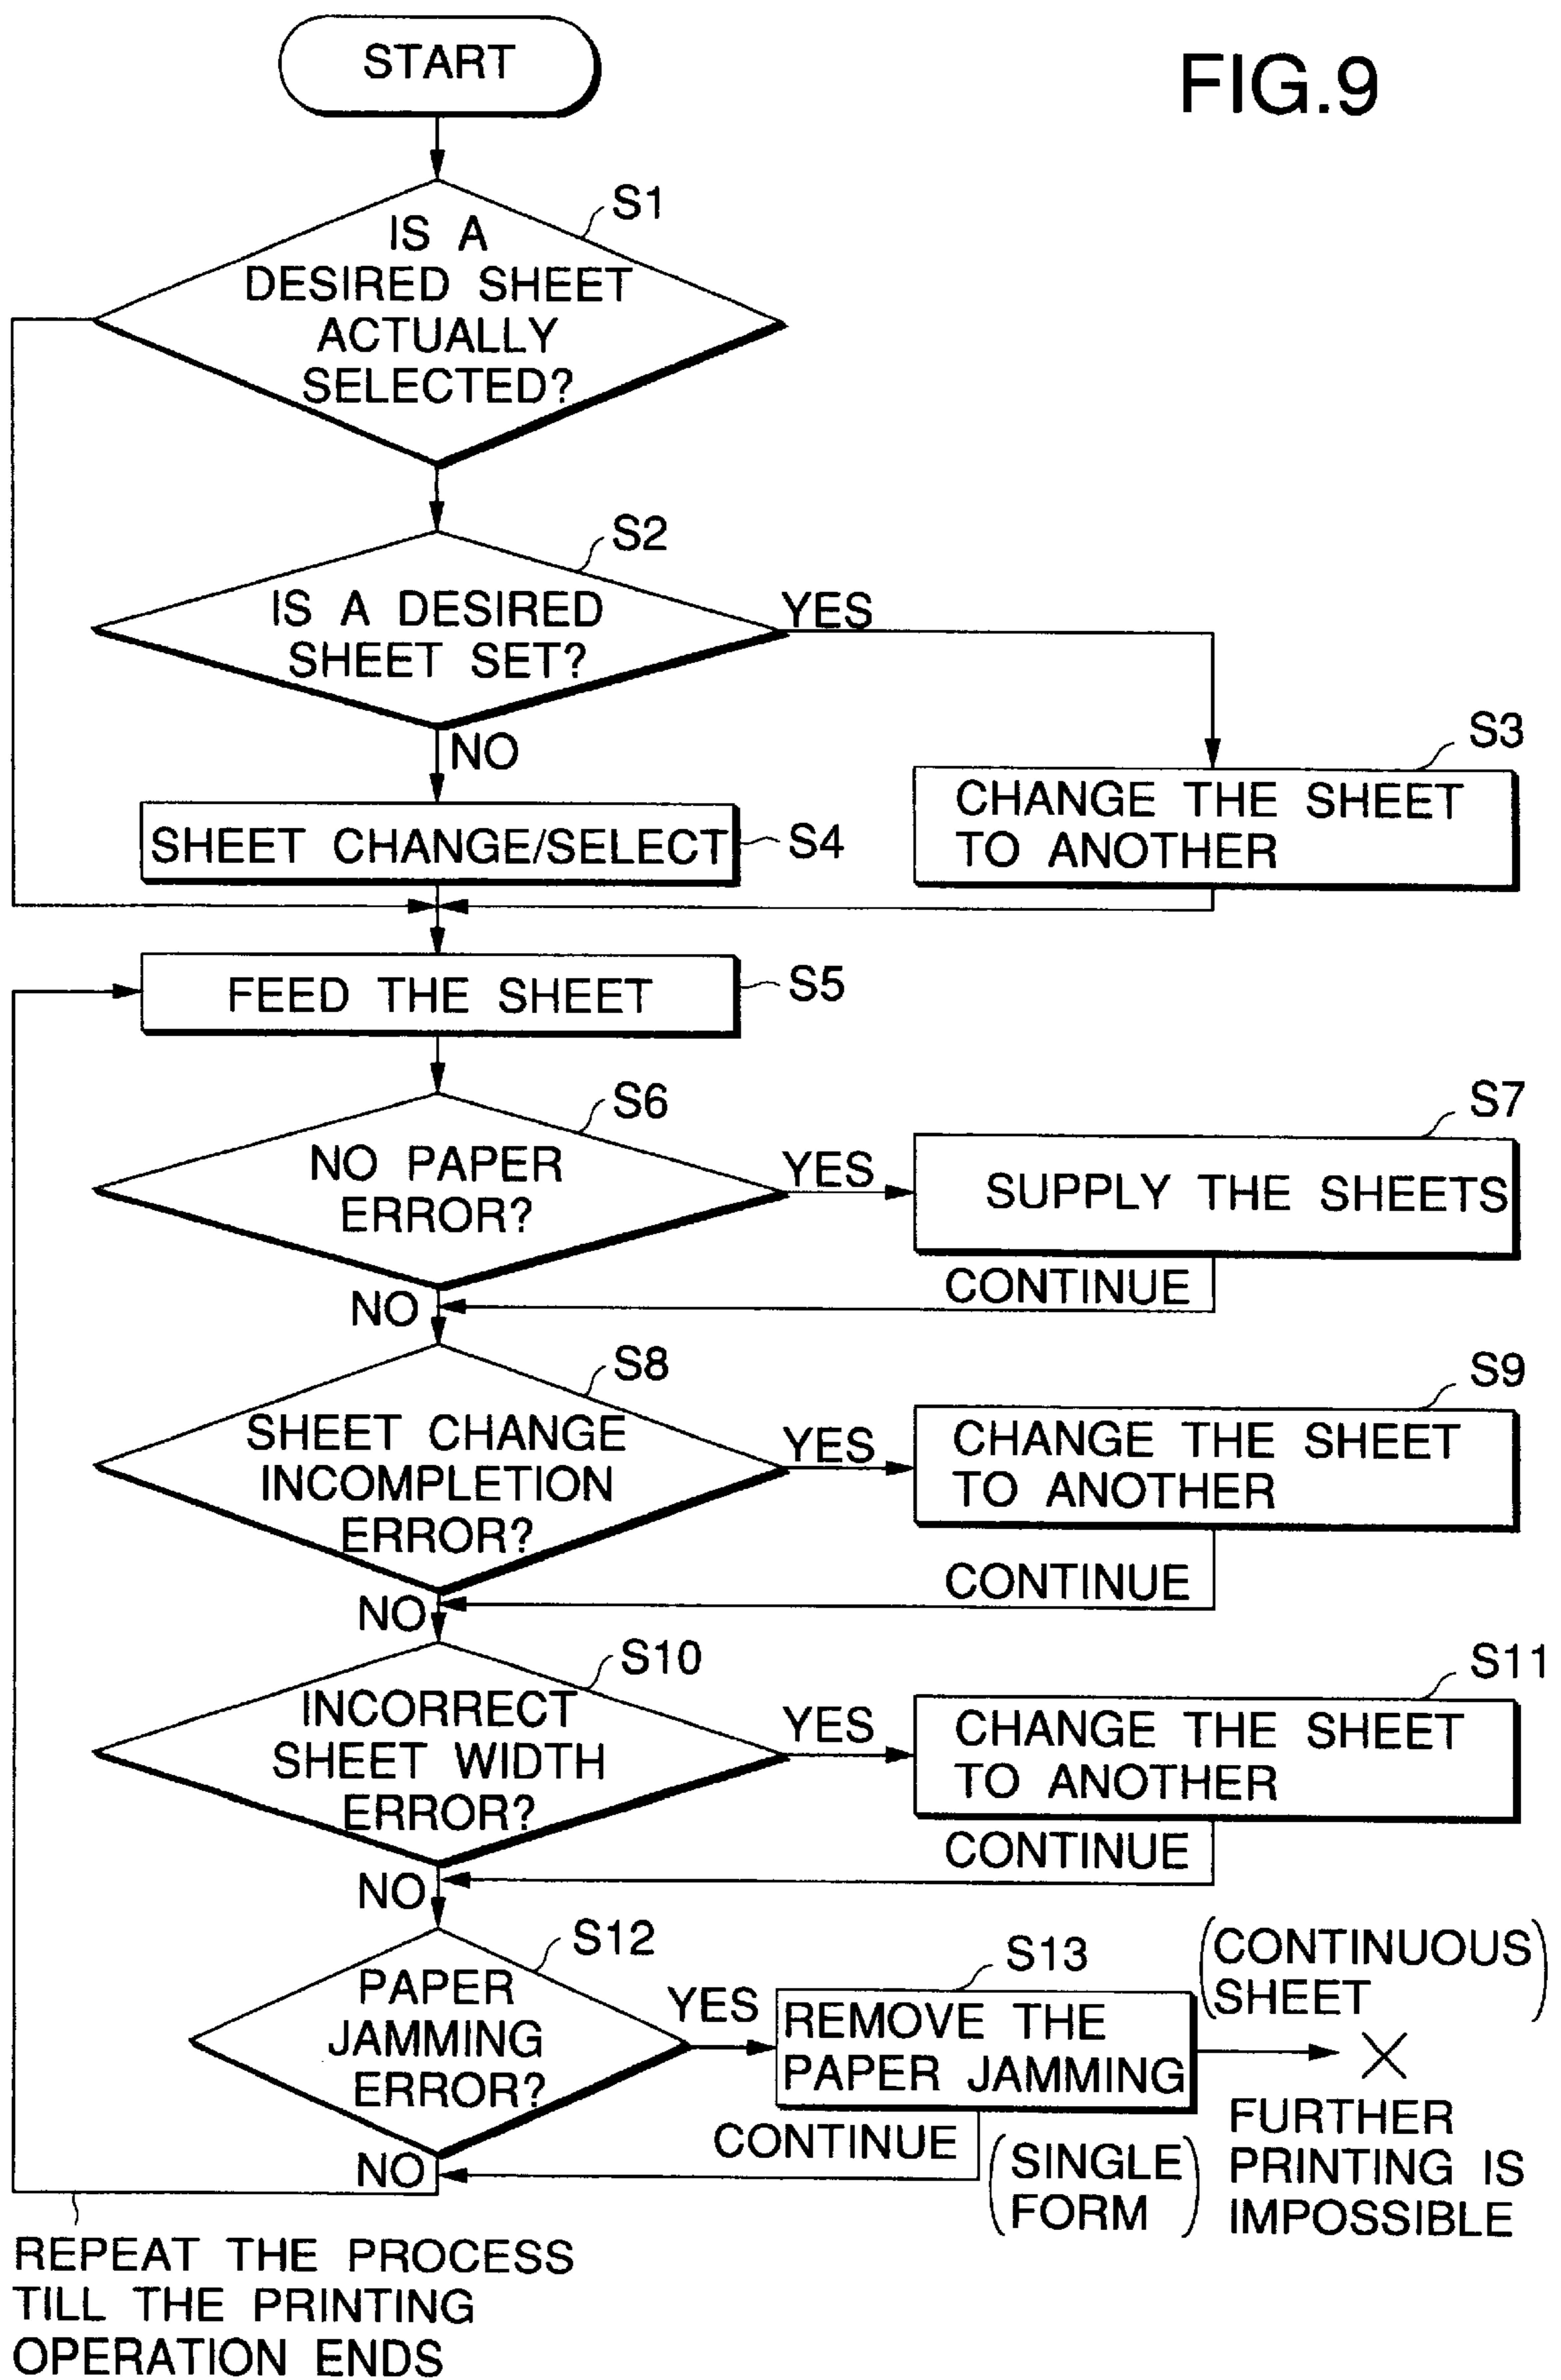 START
FIG.9
S1
IS A
DESIRED SHEET
ACTUALLY
SELECTED?
S2
IS A DESIRED
SHEET SET?
YES
NO
S3
CHANGE THE SHEET
TO ANOTHER
SHEET CHANGE/SELECT
S4
FEED THE SHEET
S5
S6
NO PAPER
ERROR?
YES
S7
SUPPLY THE SHEETS
CONTINUE
NO
S8
SHEET CHANGE
INCOMPLETION
ERROR?
YES
S9
CHANGE THE SHEET
TO ANOTHER
CONTINUE
NO
S10
INCORRECT
SHEET WIDTH
ERROR?
YES
S11
CHANGE THE SHEET
TO ANOTHER
CONTINUE
NO
S12
PAPER
JAMMING
ERROR?
YES
S13
REMOVE THE
PAPER JAMMING
(CONTINUOUS
SHEET)
CONTINUE
(SINGLE
FORM)
FURTHER
PRINTING IS
IMPOSSIBLE
NO
REPEAT THE PROCESS
TILL THE PRINTING
OPERATION ENDS